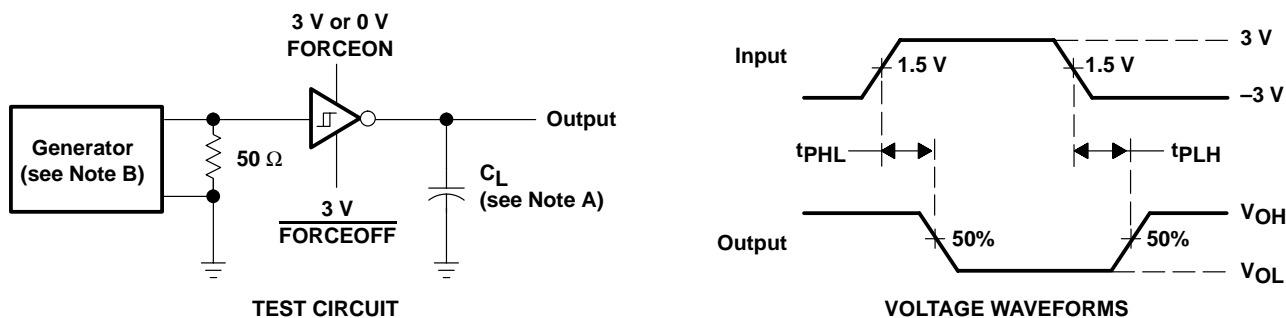 3 V or 0 V
FORCEON
Generator
(see Note B)
50 Ω
Output
CL
(see Note A)
3 V
FORCEOFF
TEST CIRCUIT
Input
3 V
1.5 V
1.5 V
–3 V
tPHL
tPLH
Output
VOH
50%
50%
VOL
VOLTAGE WAVEFORMS